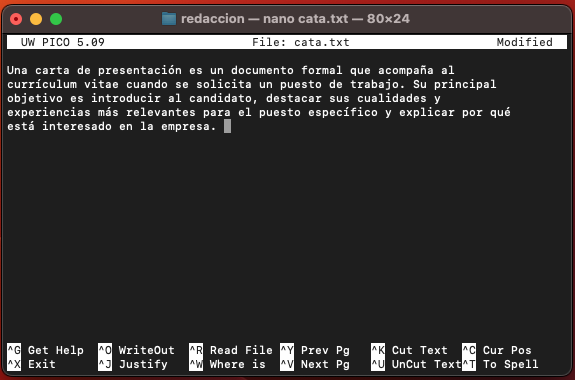 redaccion — nano cata.txt — 80×24
UW PICO 5.09 File: cata.txt Modified
Una carta de presentación es un documento formal que acompaña al
currículum vitae cuando se solicita un puesto de trabajo. Su principal
objetivo es introducir al candidato, destacar sus cualidades y
experiencias más relevantes para el puesto específico y explicar por qué
está interesado en la empresa.
^G Get Help ^O WriteOut ^R Read File ^Y Prev Pg ^K Cut Text ^C Cur Pos
^X Exit ^J Justify ^W Where is ^V Next Pg ^U UnCut Text ^T To Spell